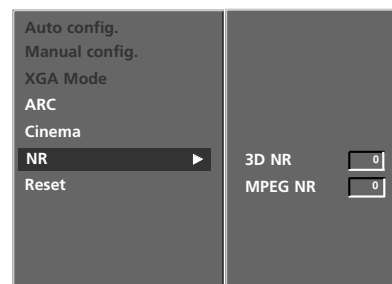 Auto config.
Manual config.
XGA Mode
ARC
Cinema
NR
Reset
3D NR 0
MPEG NR 0